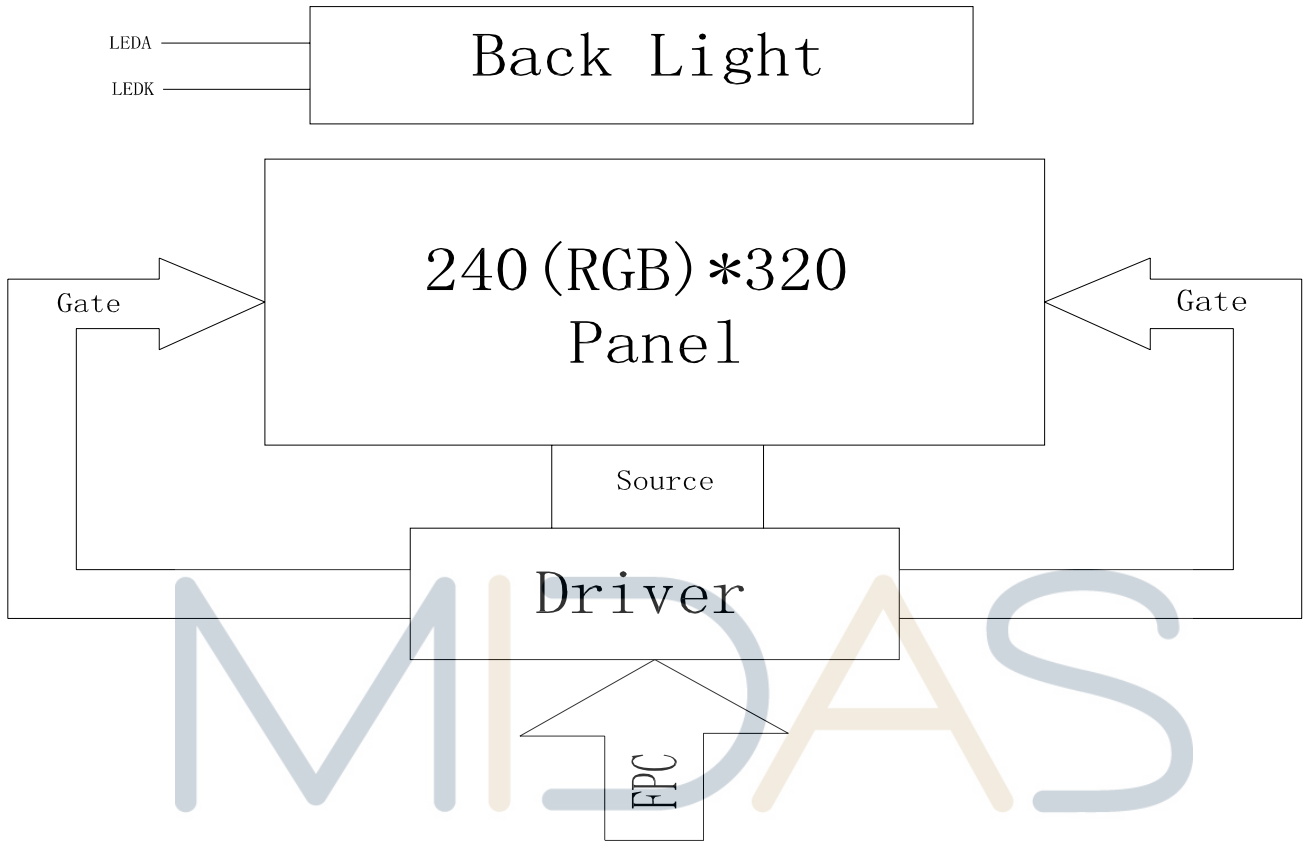 LEDA
LEDK
Back Light
240(RGB)*320
Panel
Gate
Gate
Source
Driver
FPC
MIDAS